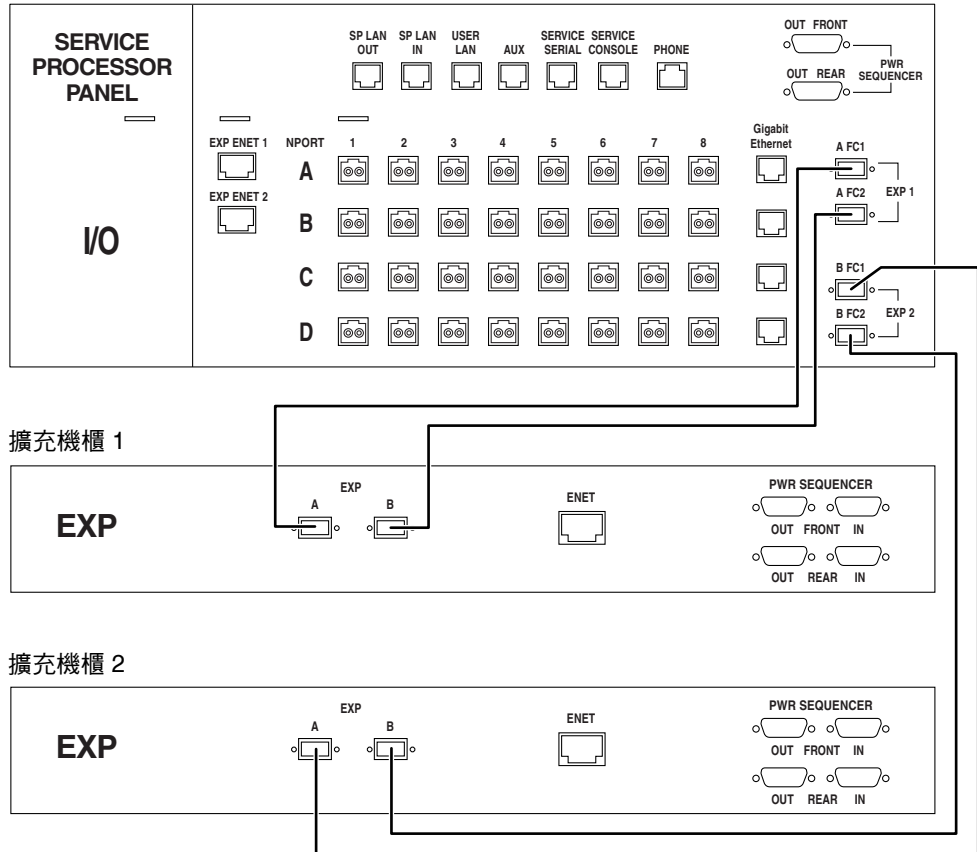 SERVICE
PROCESSOR
PANEL
I/O
SP LAN
OUT
SP LAN
IN
USER
LAN
AUX
SERVICE
SERIAL
SERVICE
CONSOLE
PHONE
OUT FRONT
OUT REAR
PWR
SEQUENCER
EXP ENET 1
EXP ENET 2
NPORT 1 2 3 4 5 6 7 8
A
B
C
D
Gigabit
Ethernet
A FC1
A FC2
EXP 1
B FC1
B FC2
EXP 2
擴充機櫃 1
EXP
EXP
A B
ENET
PWR SEQUENCER
OUT FRONT IN
OUT REAR IN
擴充機櫃 2
EXP
EXP
A B
ENET
PWR SEQUENCER
OUT FRONT IN
OUT REAR IN